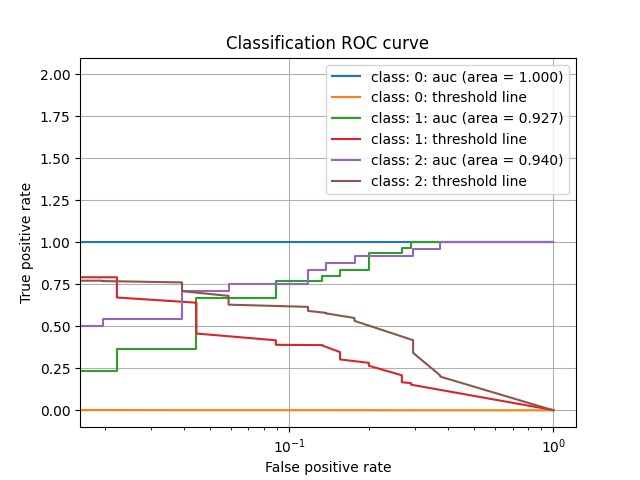 Classification ROC curve
2.00
1.75
1.50
1.25
1.00
0.75
0.50
0.25
0.00
True positive rate
class: 0: auc (area = 1.000)
class: 0: threshold line
class: 1: auc (area = 0.927)
class: 1: threshold line
class: 2: auc (area = 0.940)
class: 2: threshold line
10⁻¹ 10⁰
False positive rate